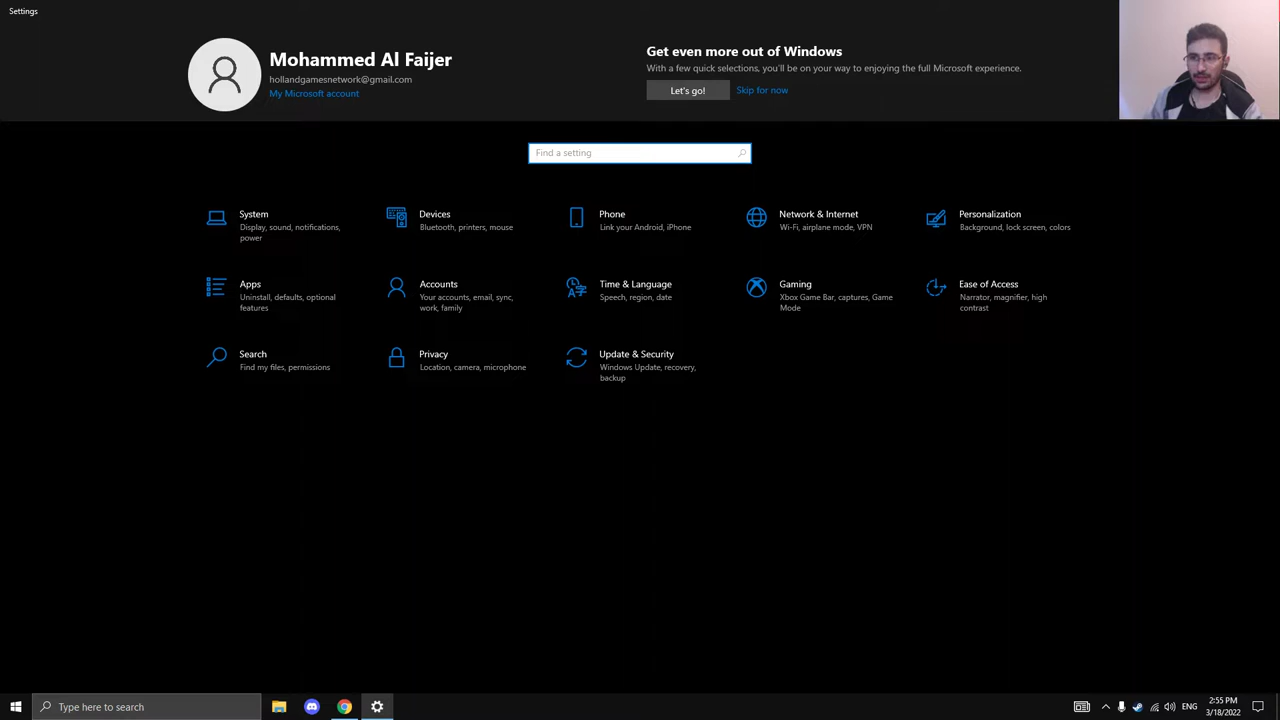 Settings
Mohammed Al Faijer
hollandgamesnetwork@gmail.com
My Microsoft account
Get even more out of Windows
With a few quick selections, you'll be on your way to enjoying the full Microsoft experience.
Let's go!
Skip for now
Find a setting
System
Display, sound, notifications,
power
Devices
Bluetooth, printers, mouse
Phone
Link your Android, iPhone
Network & Internet
Wi-Fi, airplane mode, VPN
Personalization
Background, lock screen, colors
Apps
Uninstall, defaults, optional
features
Accounts
Your accounts, email, sync,
work, family
Time & Language
Speech, region, date
Gaming
Xbox Game Bar, captures, Game
Mode
Ease of Access
Narrator, magnifier, high
contrast
Search
Find my files, permissions
Privacy
Location, camera, microphone
Update & Security
Windows Update, recovery,
backup
Type here to search
ENG
2:55 PM
3/18/2022